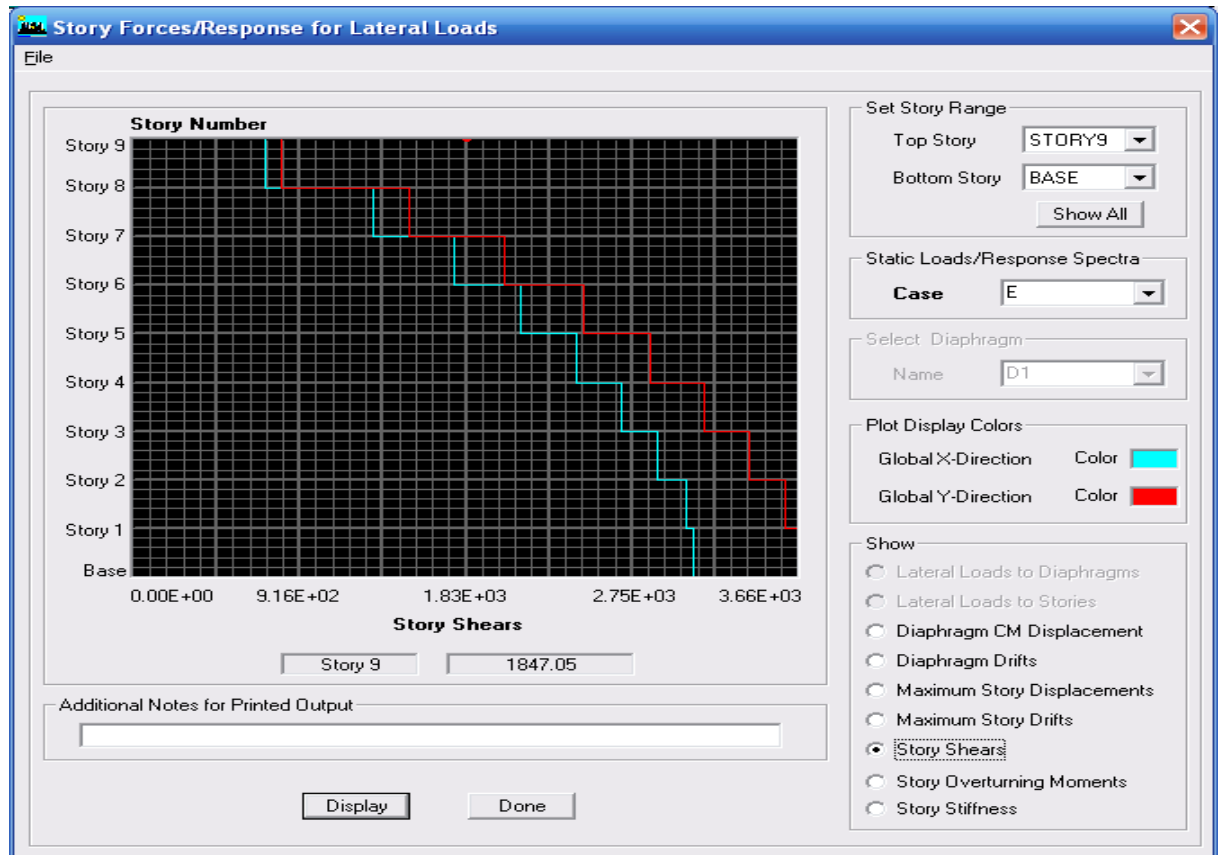 Story Forces/Response for Lateral Loads
File
Story Number
Story 9
Story 8
Story 7
Story 6
Story 5
Story 4
Story 3
Story 2
Story 1
Base
0.00E+00 9.16E+02 1.83E+03 2.75E+03 3.66E+03
Story Shears
Story 9 1847.05
Additional Notes for Printed Output
Display Done
Set Story Range
Top Story STORY9
Bottom Story BASE
Show All
Static Loads/Response Spectra
Case E
Select Diaphragm
Name D1
Plot Display Colors
Global X-Direction Color
Global Y-Direction Color
Show
Lateral Loads to Diaphragms
Lateral Loads to Stories
Diaphragm CM Displacement
Diaphragm Drifts
Maximum Story Displacements
Maximum Story Drifts
Story Shears
Story Overturning Moments
Story Stiffness